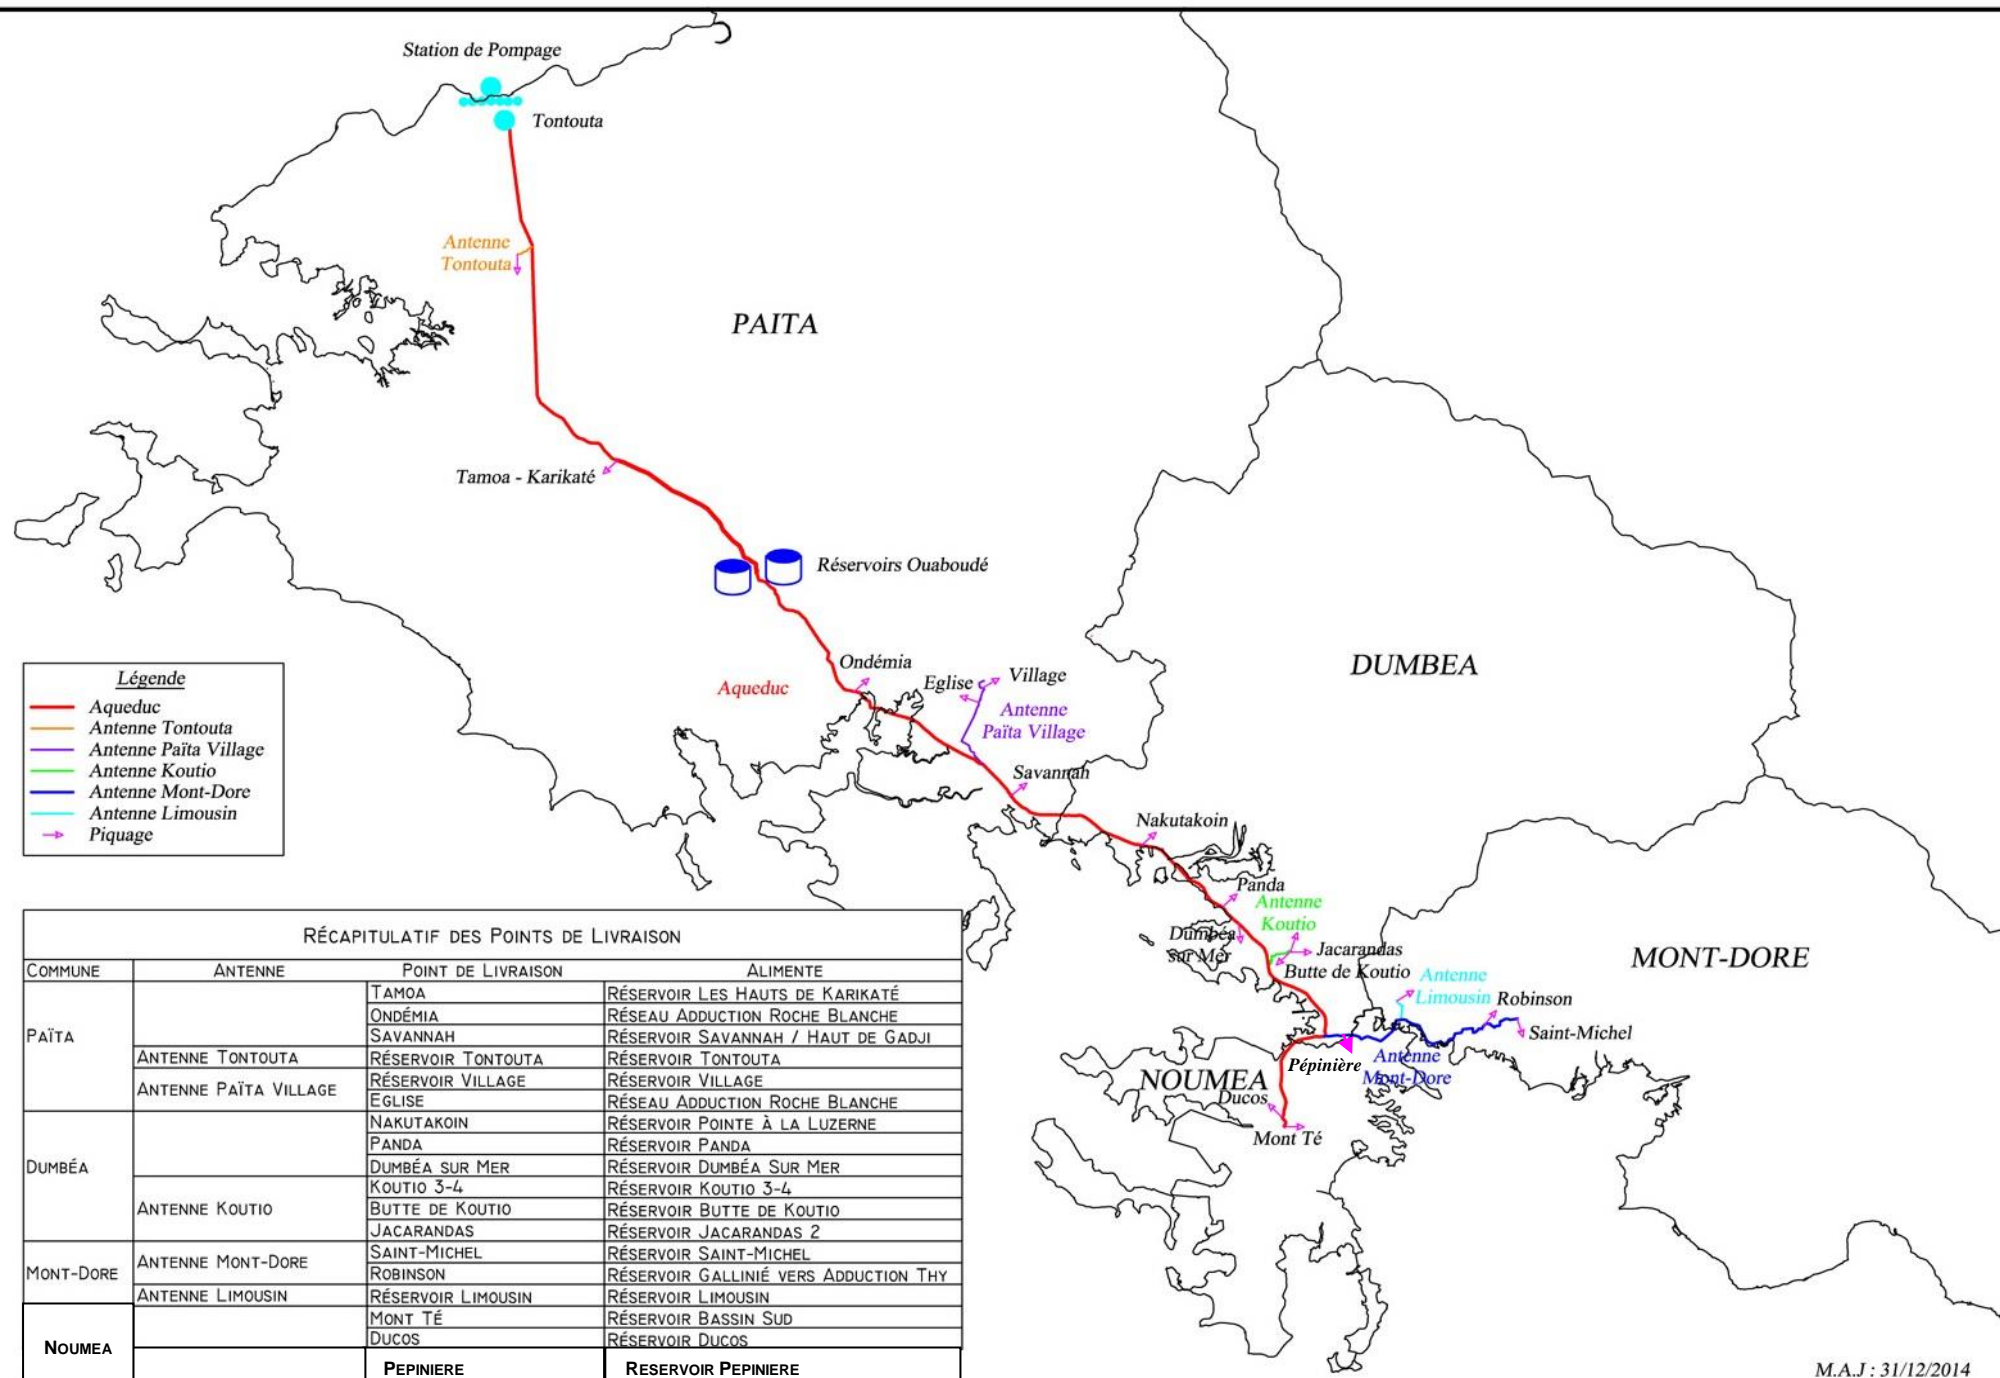 Station de Pompage
Tontouta
Antenne
Tontouta
PAITA
Tamoa - Karikaté
Réservoirs Ouaboudé
DUMBEA
Ondémia
Eglise
Village
Aqueduc
Antenne
Païta Village
Savannah
Nakutakoin
Panda
Antenne
Koutio
Dumbéa
sur Mer
Jacarandas
Butte de Koutio
MONT-DORE
Antenne
Limousin
Robinson
Saint-Michel
Pépinière
Antenne
Mont-Dore
NOUMEA
Ducos
Mont Té
Légende
Aqueduc
Antenne Tontouta
Antenne Païta Village
Antenne Koutio
Antenne Mont-Dore
Antenne Limousin
Piquage
RÉCAPITULATIF DES POINTS DE LIVRAISON
COMMUNE ANTENNE POINT DE LIVRAISON ALIMENTE
PAÏTA
TAMOA RÉSERVOIR LES HAUTS DE KARIKATÉ
ONDÉMIA RÉSEAU ADDUCTION ROCHE BLANCHE
SAVANNAH RÉSERVOIR SAVANNAH / HAUT DE GADJI
ANTENNE TONTOUTA RÉSERVOIR TONTOUTA RÉSERVOIR TONTOUTA
ANTENNE PAÏTA VILLAGE RÉSERVOIR VILLAGE RÉSERVOIR VILLAGE
EGLISE RÉSEAU ADDUCTION ROCHE BLANCHE
DUMBÉA
NAKUTAKOIN RÉSERVOIR POINTE À LA LUZERNE
PANDA RÉSERVOIR PANDA
DUMBÉA SUR MER RÉSERVOIR DUMBÉA SUR MER
ANTENNE KOUTIO KOUTIO 3-4 RÉSERVOIR KOUTIO 3-4
BUTTE DE KOUTIO RÉSERVOIR BUTTE DE KOUTIO
JACARANDAS RÉSERVOIR JACARANDAS 2
MONT-DORE
ANTENNE MONT-DORE SAINT-MICHEL RÉSERVOIR SAINT-MICHEL
ROBINSON RÉSERVOIR GALLINIÉ VERS ADDUCTION THY
ANTENNE LIMOUSIN RÉSERVOIR LIMOUSIN RÉSERVOIR LIMOUSIN
NOUMEA
MONT TÉ RÉSERVOIR BASSIN SUD
DUCOS RÉSERVOIR DUCOS
PEPINIERE RESERVOIR PEPINIERE
M.A.J : 31/12/2014